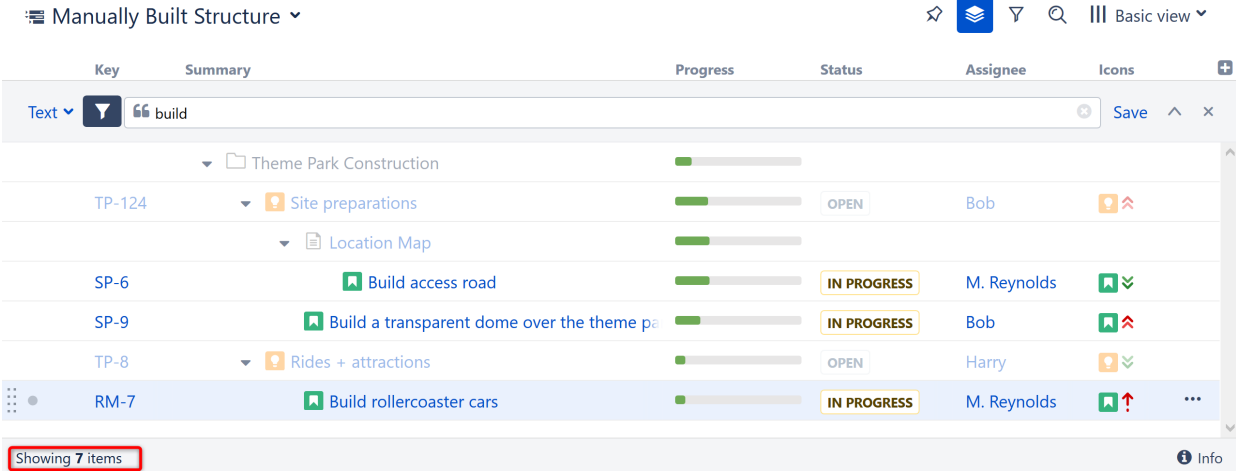 Manually Built Structure
Basic view
Key Summary Progress Status Assignee Icons
Text build Save
Theme Park Construction
TP-124 Site preparations OPEN Bob
Location Map
SP-6 Build access road IN PROGRESS M. Reynolds
SP-9 Build a transparent dome over the theme pa IN PROGRESS Bob
TP-8 Rides + attractions OPEN Harry
RM-7 Build rollercoaster cars IN PROGRESS M. Reynolds
Showing 7 items Info